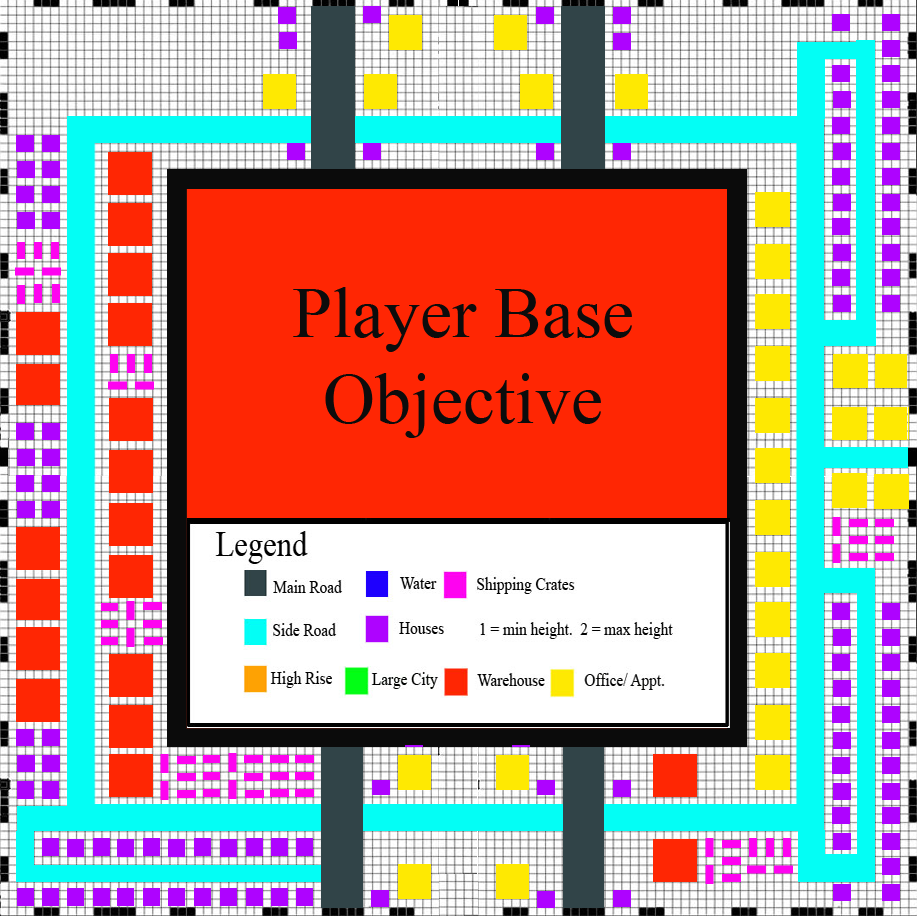 Player Base
Objective
Legend
Main Road
Water
Shipping Crates
Side Road
Houses
1 = min height. 2 = max height
High Rise
Large City
Warehouse
Office/ Appt.